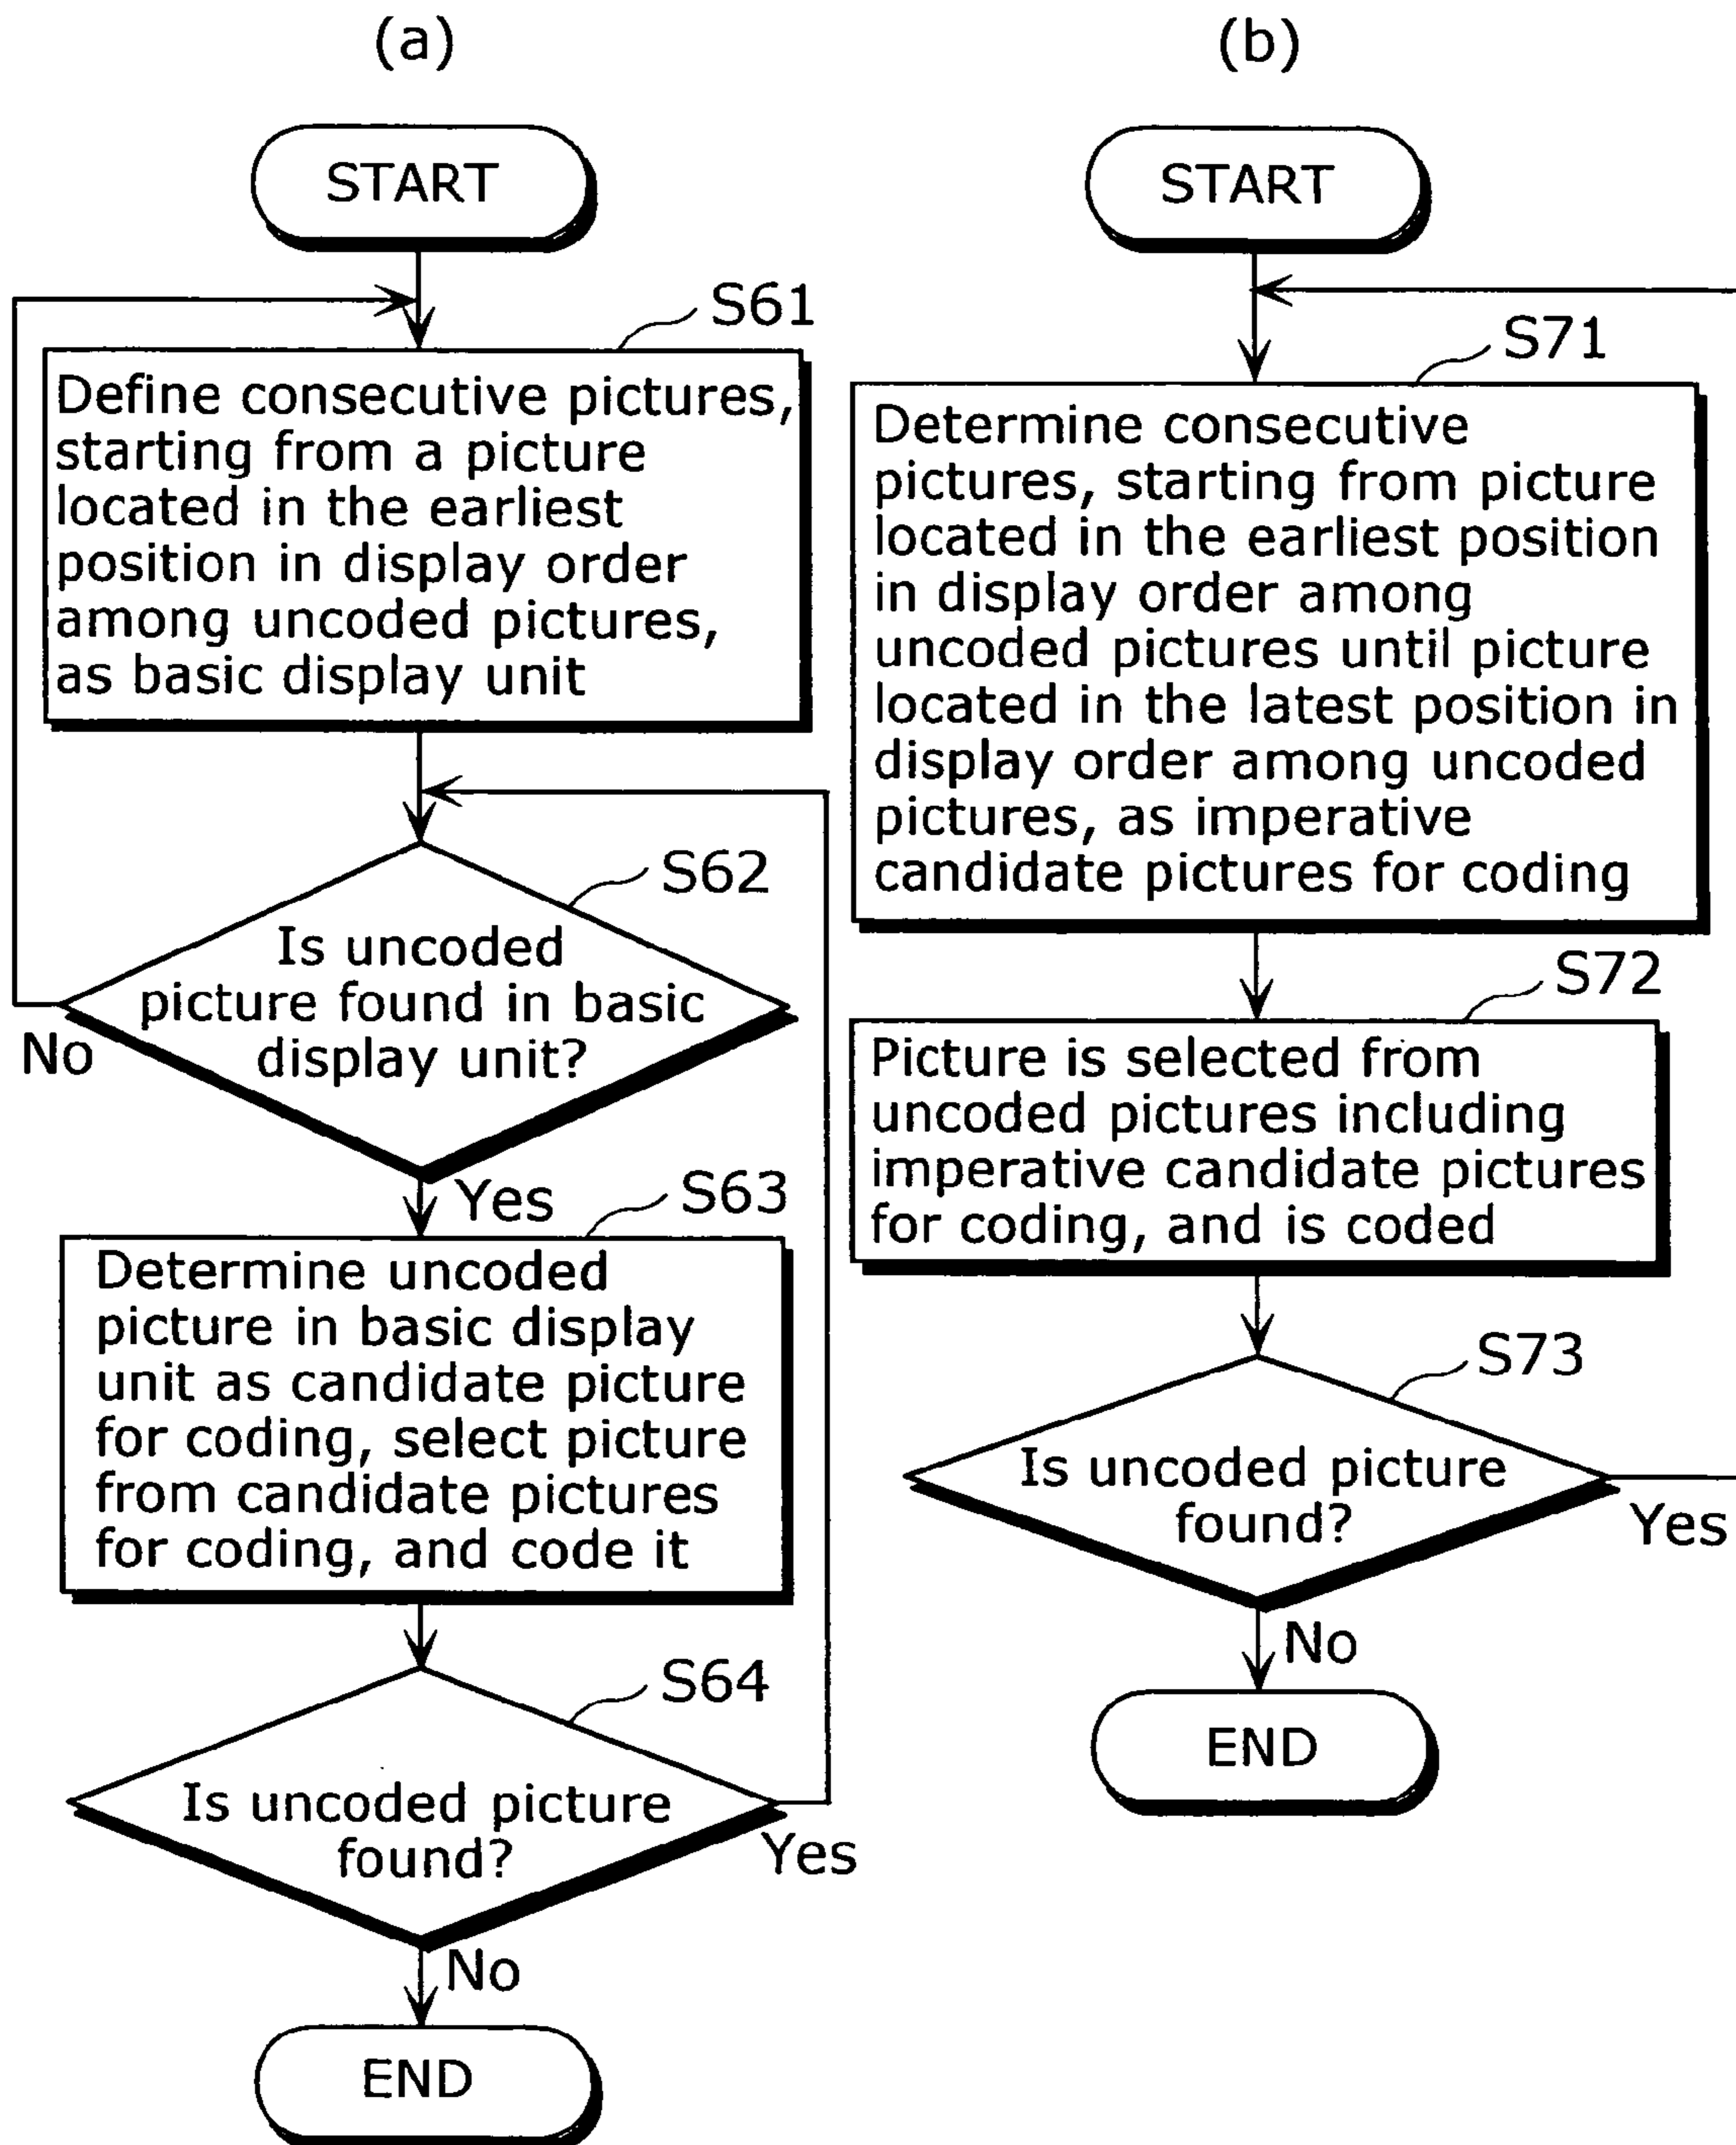 (a)
START
S61
Define consecutive pictures,
starting from a picture
located in the earliest
position in display order
among uncoded pictures,
as basic display unit
S62
Is uncoded
picture found in basic
display unit?
No
Yes
S63
Determine uncoded
picture in basic display
unit as candidate picture
for coding, select picture
from candidate pictures
for coding, and code it
S64
Is uncoded picture
found?
Yes
No
END
(b)
START
S71
Determine consecutive
pictures, starting from picture
located in the earliest position
in display order among
uncoded pictures until picture
located in the latest position in
display order among uncoded
pictures, as imperative
candidate pictures for coding
S72
Picture is selected from
uncoded pictures including
imperative candidate pictures
for coding, and is coded
S73
Is uncoded picture
found?
Yes
No
END